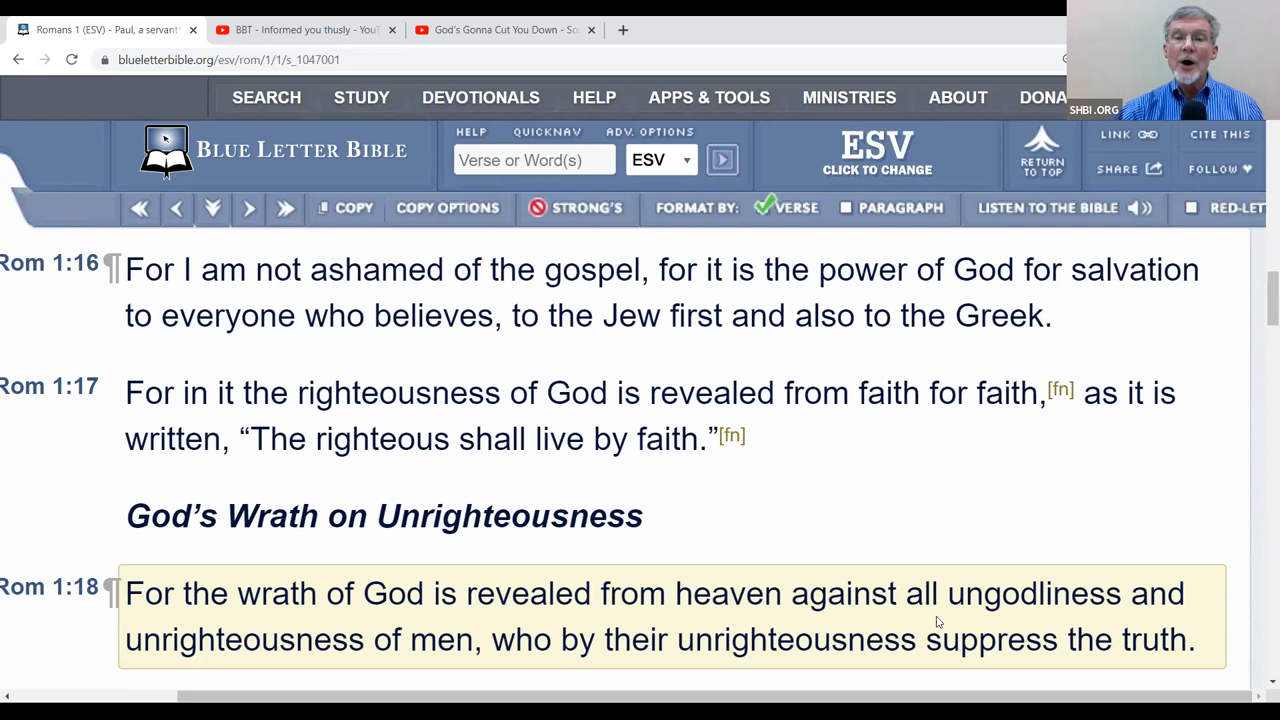 Romans 1 (ESV) - Paul, a servant
BBT - Informed you thusly - YouT
God's Gonna Cut You Down - So
blueletterbible.org/esv/rom/1/1/s_1047001
SHBI.ORG
SEARCH STUDY DEVOTIONALS HELP APPS & TOOLS MINISTRIES ABOUT DONA
BLUE LETTER BIBLE
HELP QUICKNAV ADV. OPTIONS
Verse or Word(s) ESV
ESV
CLICK TO CHANGE
RETURN
TO TOP
LINK CITE THIS
SHARE FOLLOW
COPY COPY OPTIONS STRONG'S FORMAT BY: VERSE PARAGRAPH LISTEN TO THE BIBLE RED-LET
Rom 1:16 ¶ For I am not ashamed of the gospel, for it is the power of God for salvation
to everyone who believes, to the Jew first and also to the Greek.
Rom 1:17 For in it the righteousness of God is revealed from faith for faith,[fn] as it is
written, “The righteous shall live by faith.”[fn]
God’s Wrath on Unrighteousness
Rom 1:18 ¶ For the wrath of God is revealed from heaven against all ungodliness and
unrighteousness of men, who by their unrighteousness suppress the truth.